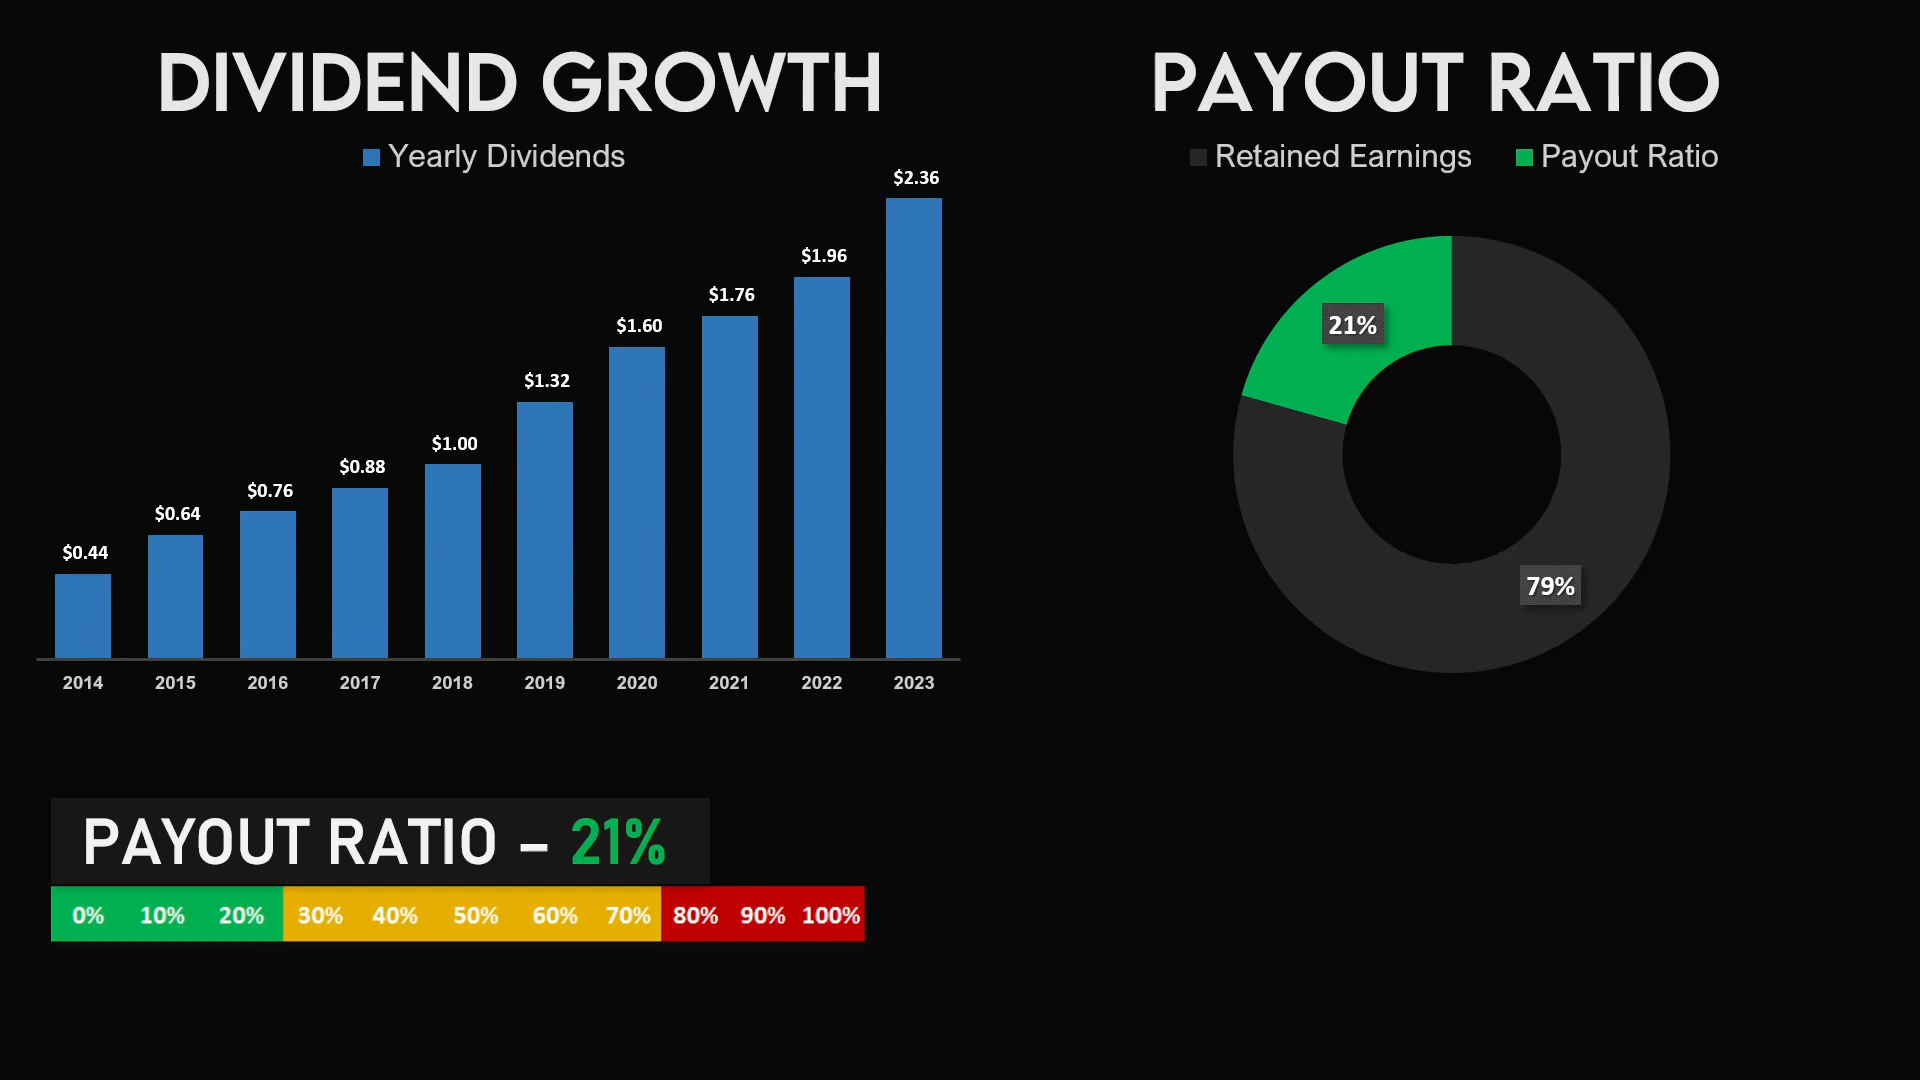 DIVIDEND GROWTH
Yearly Dividends
$0.44
$0.64
$0.76
$0.88
$1.00
$1.32
$1.60
$1.76
$1.96
$2.36
2014 2015 2016 2017 2018 2019 2020 2021 2022 2023
PAYOUT RATIO
Retained Earnings Payout Ratio
21%
79%
PAYOUT RATIO – 21%
0% 10% 20% 30% 40% 50% 60% 70% 80% 90% 100%